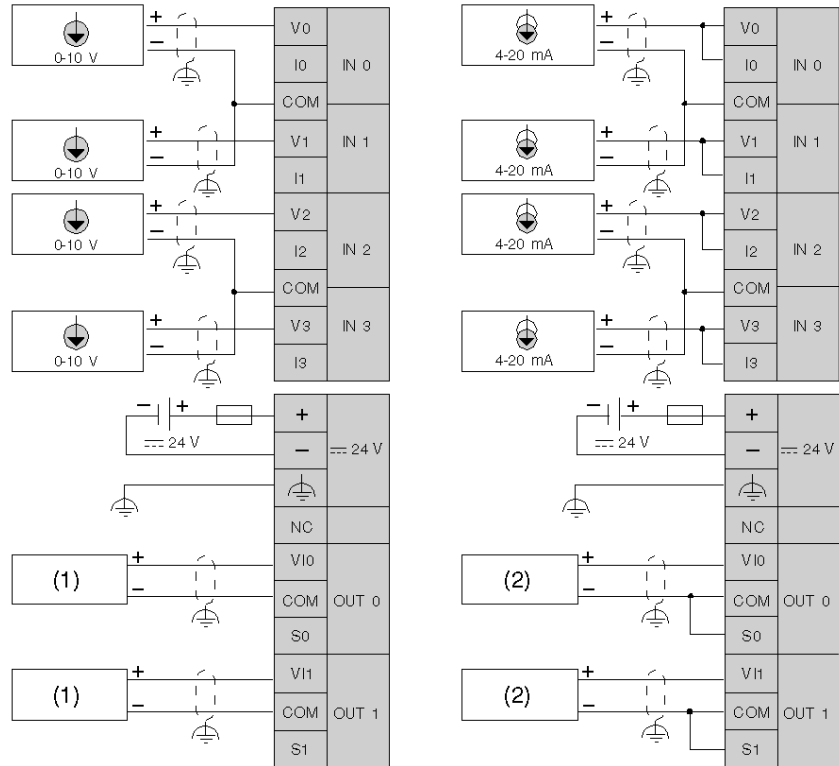 0-10 V
+
−
V0
I0
COM
IN 0
0-10 V
+
−
V1
I1
IN 1
0-10 V
+
−
V2
I2
COM
IN 2
0-10 V
+
−
V3
I3
IN 3
− +
24 V
+
−
24 V
NC
(1)
+
−
VI0
COM
S0
OUT 0
(1)
+
−
VI1
COM
S1
OUT 1
4-20 mA
+
−
V0
I0
COM
IN 0
4-20 mA
+
−
V1
I1
IN 1
4-20 mA
+
−
V2
I2
COM
IN 2
4-20 mA
+
−
V3
I3
IN 3
− +
24 V
+
−
24 V
NC
(2)
+
−
VI0
COM
S0
OUT 0
(2)
+
−
VI1
COM
S1
OUT 1